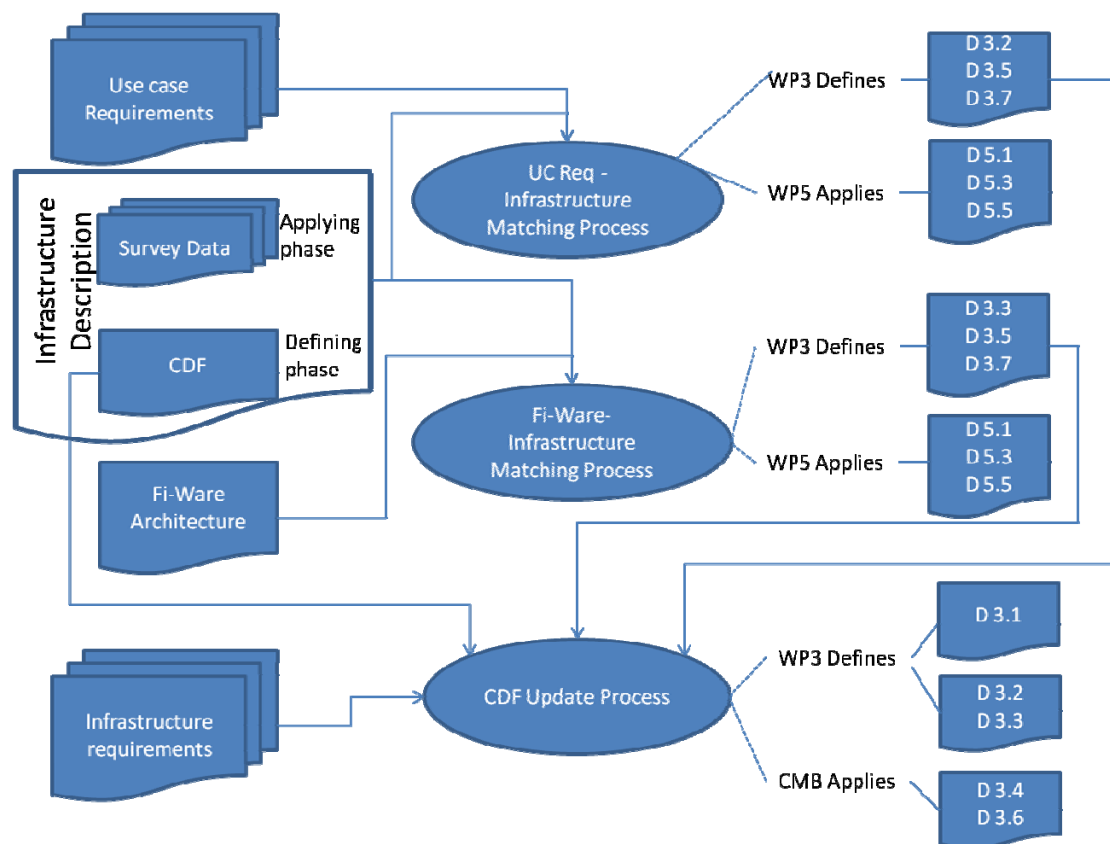 Use case
Requirements
Infrastructure
Description
Survey Data
Applying
phase
CDF
Defining
phase
Fi-Ware
Architecture
Infrastructure
requirements
UC Req -
Infrastructure
Matching Process
WP3 Defines
D 3.2
D 3.5
D 3.7
WP5 Applies
D 5.1
D 5.3
D 5.5
Fi-Ware-
Infrastructure
Matching Process
WP3 Defines
D 3.3
D 3.5
D 3.7
WP5 Applies
D 5.1
D 5.3
D 5.5
CDF Update Process
WP3 Defines
D 3.1
D 3.2
D 3.3
CMB Applies
D 3.4
D 3.6